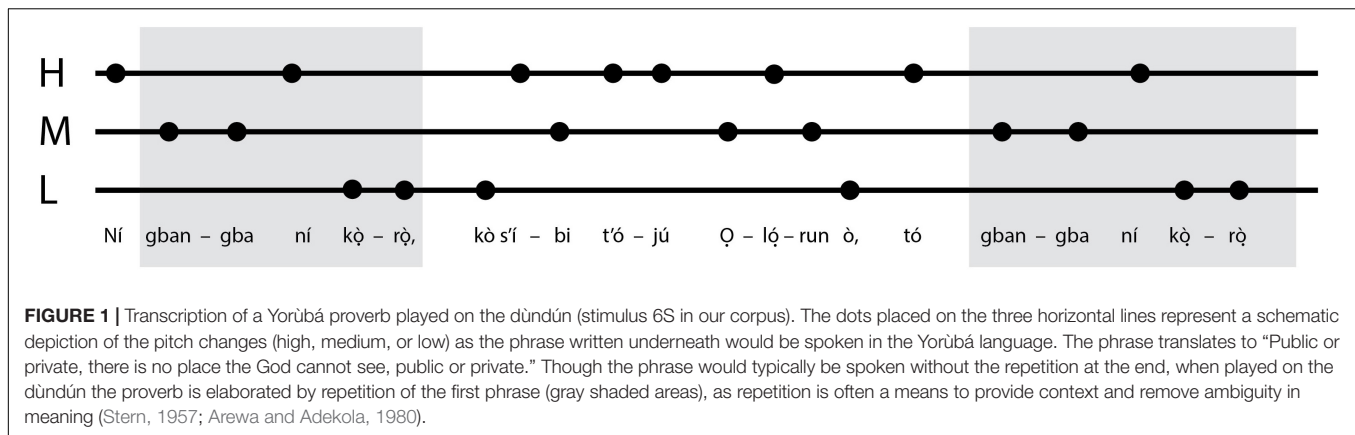 H
M
L
Ní gban – gba ní kọ̀ – rọ̀, kò s'í – bi t'ó – jú Ọ – lọ́ – run ò, tó gban – gba ní kọ̀ – rọ̀
FIGURE 1 | Transcription of a Yorùbá proverb played on the dùndún (stimulus 6S in our corpus). The dots placed on the three horizontal lines represent a schematic
depiction of the pitch changes (high, medium, or low) as the phrase written underneath would be spoken in the Yorùbá language. The phrase translates to “Public or
private, there is no place the God cannot see, public or private.” Though the phrase would typically be spoken without the repetition at the end, when played on the
dùndún the proverb is elaborated by repetition of the first phrase (gray shaded areas), as repetition is often a means to provide context and remove ambiguity in
meaning (Stern, 1957; Arewa and Adekola, 1980).